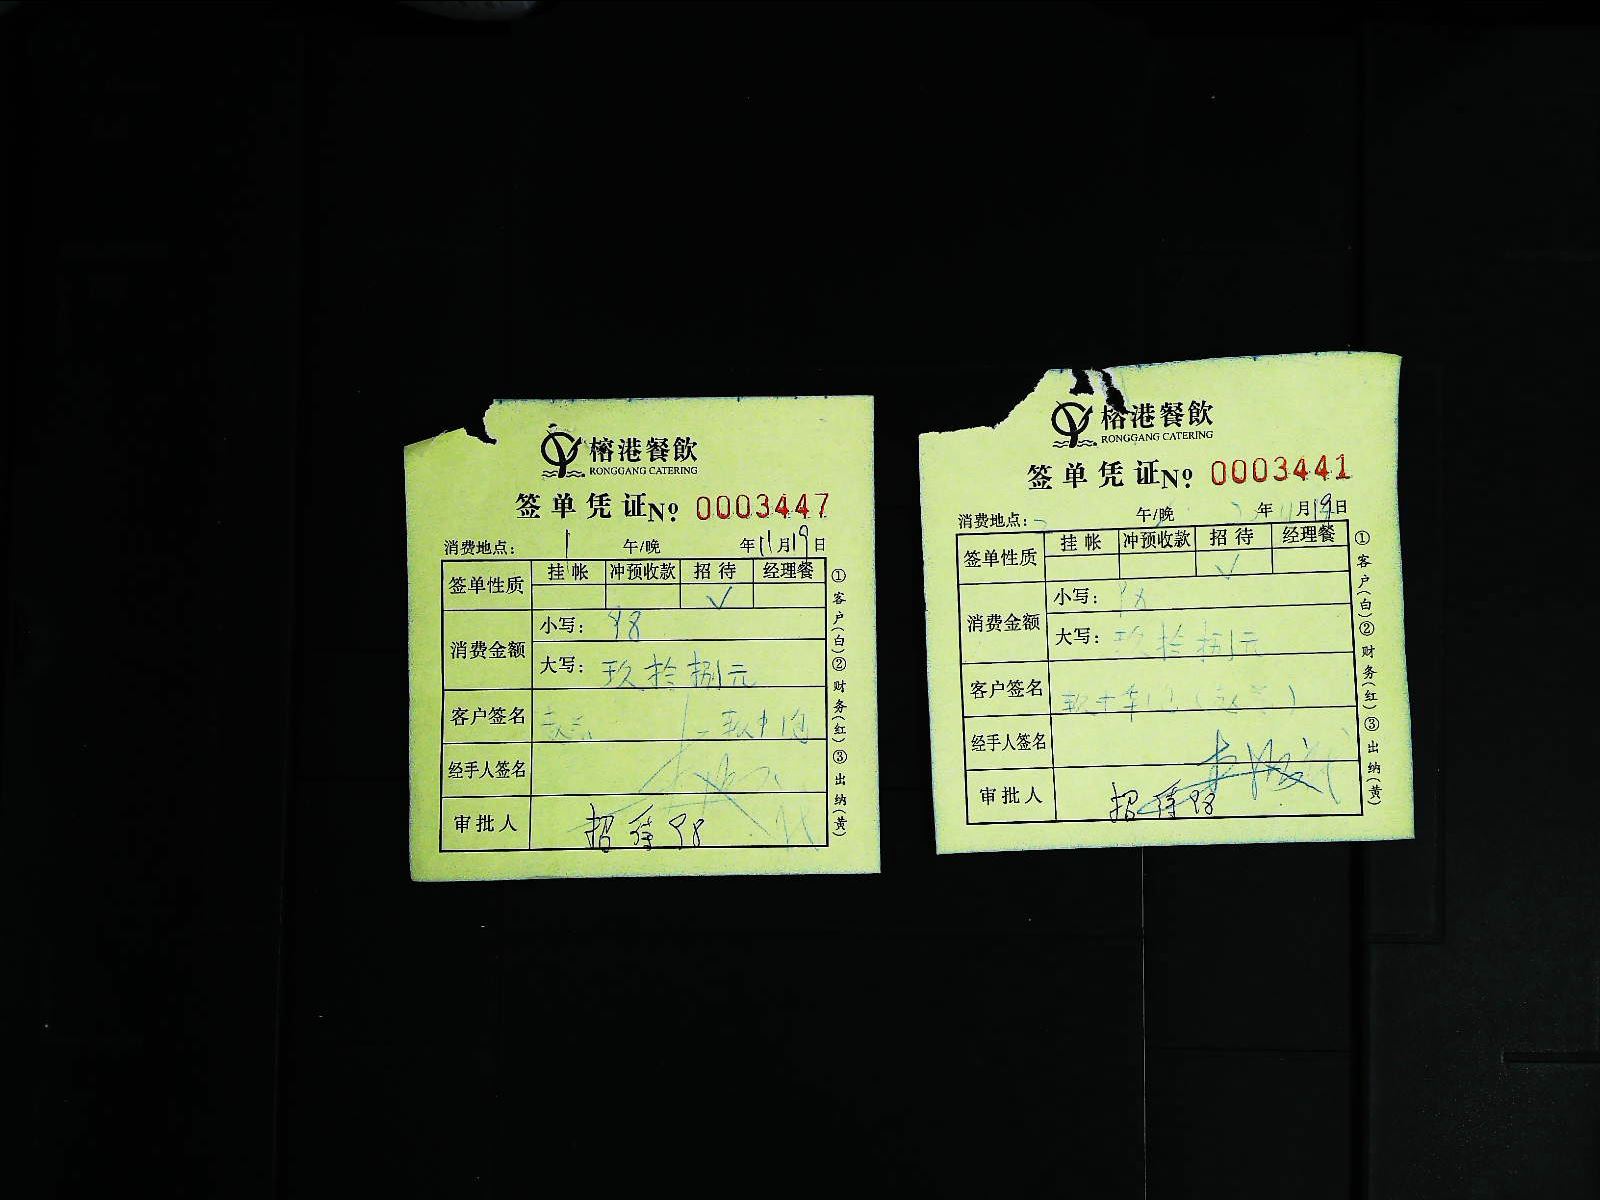 榕港餐飲
RONGGANG CATERING
签单凭证 № 0003447
消费地点： 午/晚 年11月19日
签单性质 挂帐 冲预收款 招待 经理餐
✓
消费金额 小写： 98
大写： 玖拾捌元
客户签名
经手人签名
审批人 招待98
①客户(白)②财务(红)③出纳(黄)
榕港餐飲
RONGGANG CATERING
签单凭证 № 0003441
消费地点： 午/晚 年11月19日
签单性质 挂帐 冲预收款 招待 经理餐
✓
消费金额 小写： 98
大写： 玖拾捌元
客户签名
经手人签名
审批人 招待98
①客户(白)②财务(红)③出纳(黄)